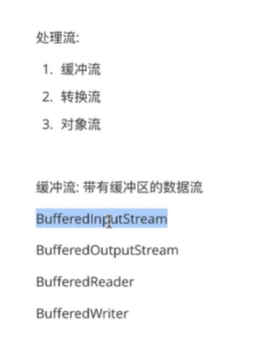 处理流:
1. 缓冲流
2. 转换流
3. 对象流
缓冲流: 带有缓冲区的数据流
BufferedInputStream
BufferedOutputStream
BufferedReader
BufferedWriter